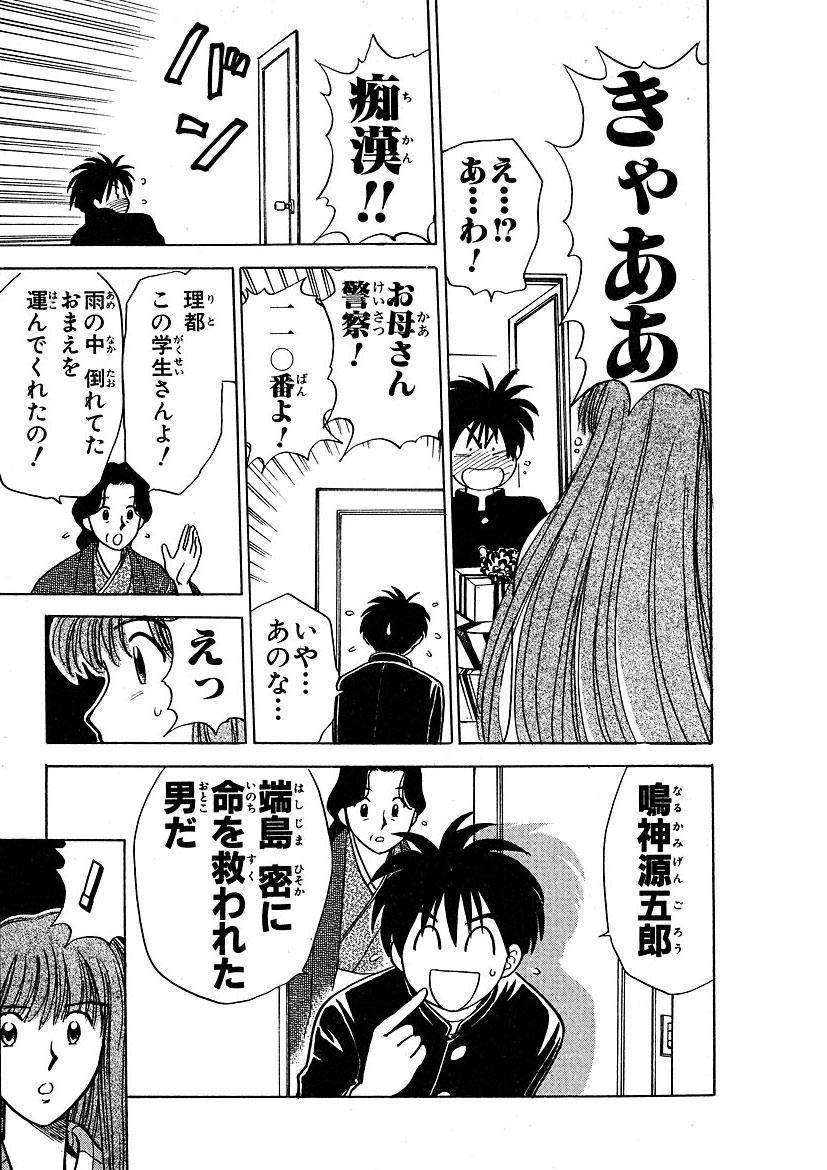 きゃああ
え…!?
あ…わ!
痴漢!!
バン
お母さん
警察!
一一〇番よ!
いや…
あのな…
理都
この学生さんよ!
雨の中 倒れてた
おまえを
運んでくれたの!
えっ
鳴神源五郎
端島 密に
命を救われた
男だ
!